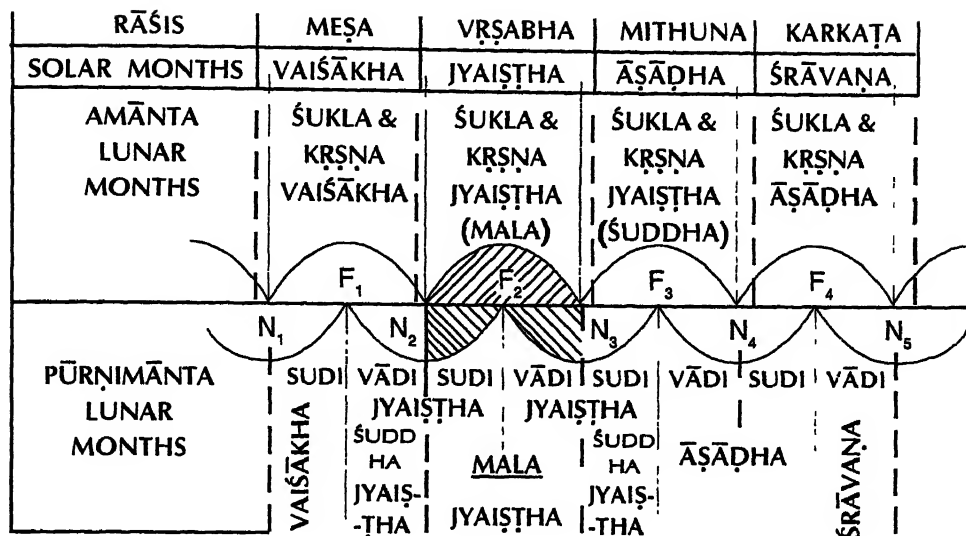 RĀŚIS MEṢA VṚṢABHA MITHUNA KARKAṬA
SOLAR MONTHS VAIŚĀKHA JYAIṢṬHA ĀṢĀḌHA ŚRĀVAṆA
AMĀNTA ŚUKLA & ŚUKLA & ŚUKLA & ŚUKLA &
LUNAR KṚṢṆA KṚṢṆA KṚṢṆA KṚṢṆA
MONTHS VAIŚĀKHA JYAIṢṬHA JYAIṢṬHA ĀṢĀḌHA
(MALA) (ŚUDDHA)
F1 F2 F3 F4
N1 N2 N3 N4 N5
PŪRṆIMĀNTA SUDI VĀDI SUDI VĀDI SUDI VĀDI SUDI VĀDI
LUNAR JYAIṢṬHA JYAIṢṬHA
MONTHS VAIŚĀKHA ŚUDD ŚUDD ĀṢĀḌHA ŚRĀVAṆA
HA MALA HA
JYAIṢ- JYAIṢ-
-ṬHA JYAIṢṬHA -ṬHA